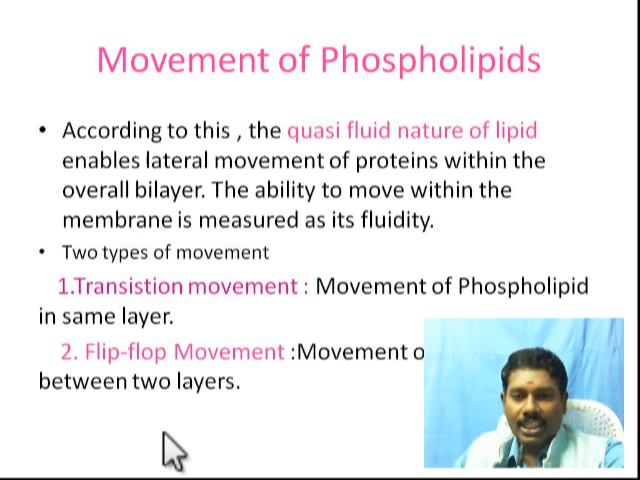 Movement of Phospholipids
• According to this , the quasi fluid nature of lipid
enables lateral movement of proteins within the
overall bilayer. The ability to move within the
membrane is measured as its fluidity.
• Two types of movement
1.Transistion movement : Movement of Phospholipid
in same layer.
2. Flip-flop Movement :Movement o
between two layers.